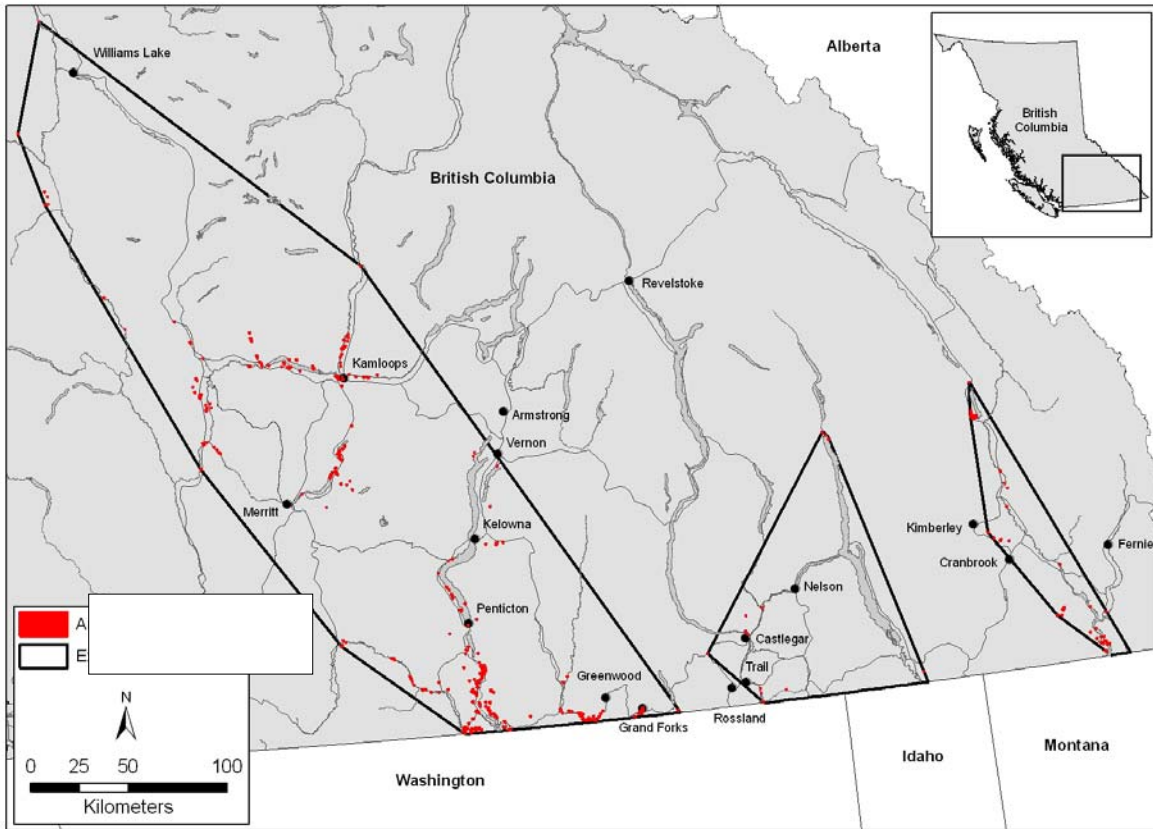 Williams Lake
Alberta
British
Columbia
British Columbia
Revelstoke
Kamloops
Armstrong
Vernon
Merritt
Kelowna
Kimberley
Fernie
Cranbrook
Nelson
Penticton
Castlegar
Trail
Greenwood
Rossland
Grand Forks
A
E
N
0 25 50 100
Kilometers
Washington
Idaho
Montana